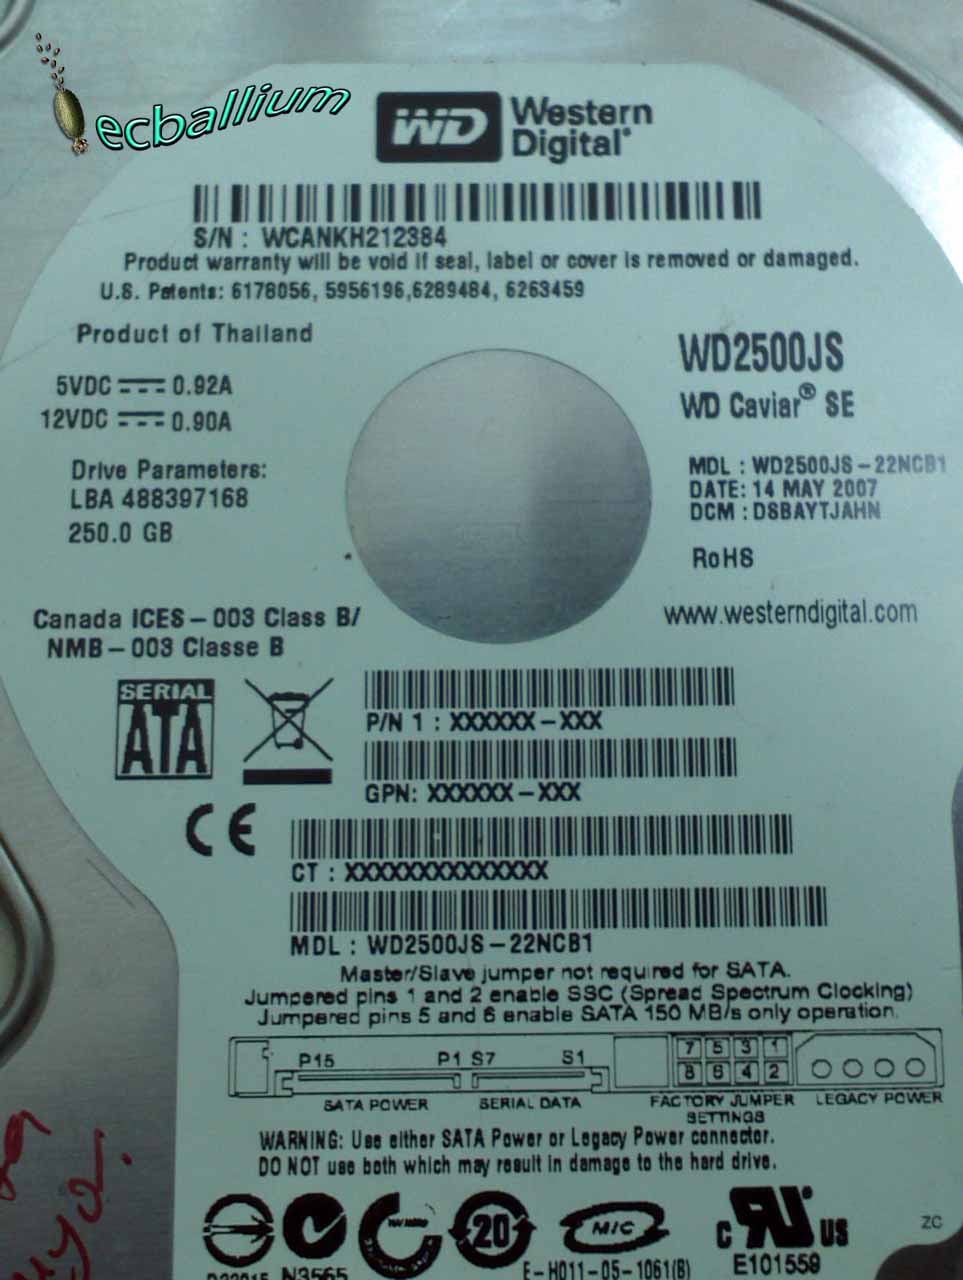 ecballium
WD Western
Digital
S/N : WCANKH212384
Product warranty will be void if seal, label or cover is removed or damaged.
U.S. Patents: 6178056, 5956196,6289484, 6263459
Product of Thailand
WD2500JS
WD Caviar® SE
5VDC 0.92A
12VDC 0.90A
Drive Parameters:
LBA 488397168
250.0 GB
MDL : WD2500JS-22NCB1
DATE: 14 MAY 2007
DCM : DSBAYTJAHN
RoHS
www.westerndigital.com
Canada ICES-003 Class B/
NMB-003 Classe B
SERIAL
ATA
P/N 1 : XXXXXX-XXX
GPN: XXXXXX-XXX
CE
CT : XXXXXXXXXXXXXX
MDL : WD2500JS-22NCB1
Master/Slave jumper not required for SATA.
Jumpered pins 1 and 2 enable SSC (Spread Spectrum Clocking)
Jumpered pins 5 and 6 enable SATA 150 MB/s only operation.
P15 P1 S7 S1 7 5 3 1
8 6 4 2
SATA POWER SERIAL DATA FACTORY JUMPER LEGACY POWER
SETTINGS
WARNING: Use either SATA Power or Legacy Power connector.
DO NOT use both which may result in damage to the hard drive.
20 MIC c US ZC
N3565 E-H011-05-1061(B) E101559